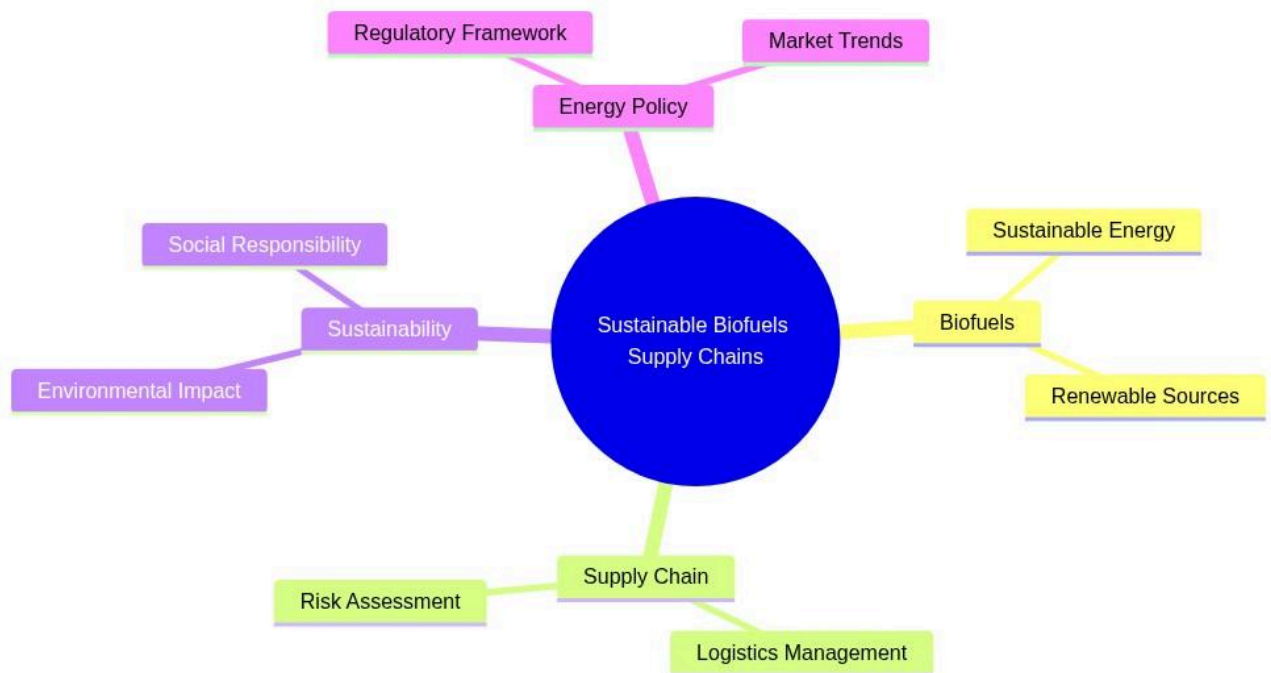 Regulatory Framework
Market Trends
Energy Policy
Social Responsibility
Sustainable Energy
Sustainability
Sustainable Biofuels
Supply Chains
Biofuels
Environmental Impact
Renewable Sources
Supply Chain
Risk Assessment
Logistics Management